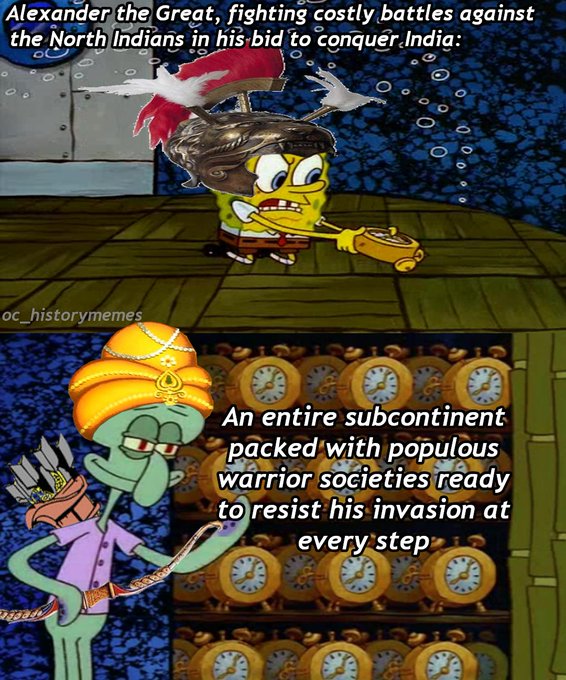 Alexander the Great, fighting costly battles against
the North Indians in his bid to conquer India:
oc_historymemes
An entire subcontinent
packed with populous
warrior societies ready
to resist his invasion at
every step